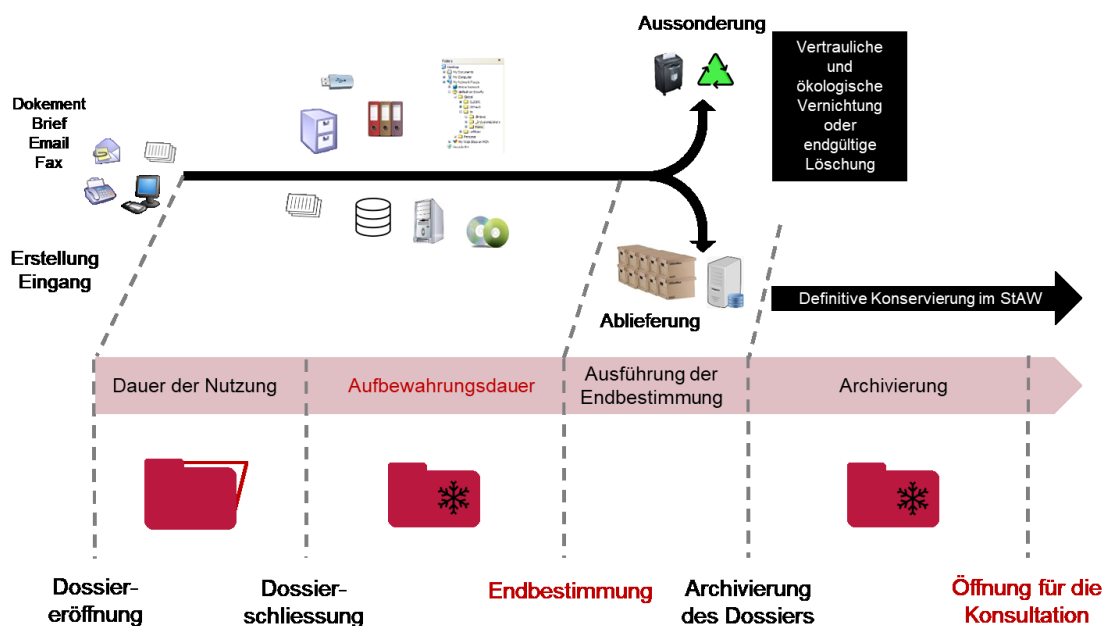 Aussonderung
Vertrauliche
und
ökologische
Vernichtung
oder
endgültige
Löschung
Dokement
Brief
Email
Fax
Erstellung
Eingang
Ablieferung
Definitive Konservierung im StAW
Dauer der Nutzung
Aufbewahrungsdauer
Ausführung der
Endbestimmung
Archivierung
Dossier-
eröffnung
Dossier-
schliessung
Endbestimmung
Archivierung
des Dossiers
Öffnung für die
Konsultation